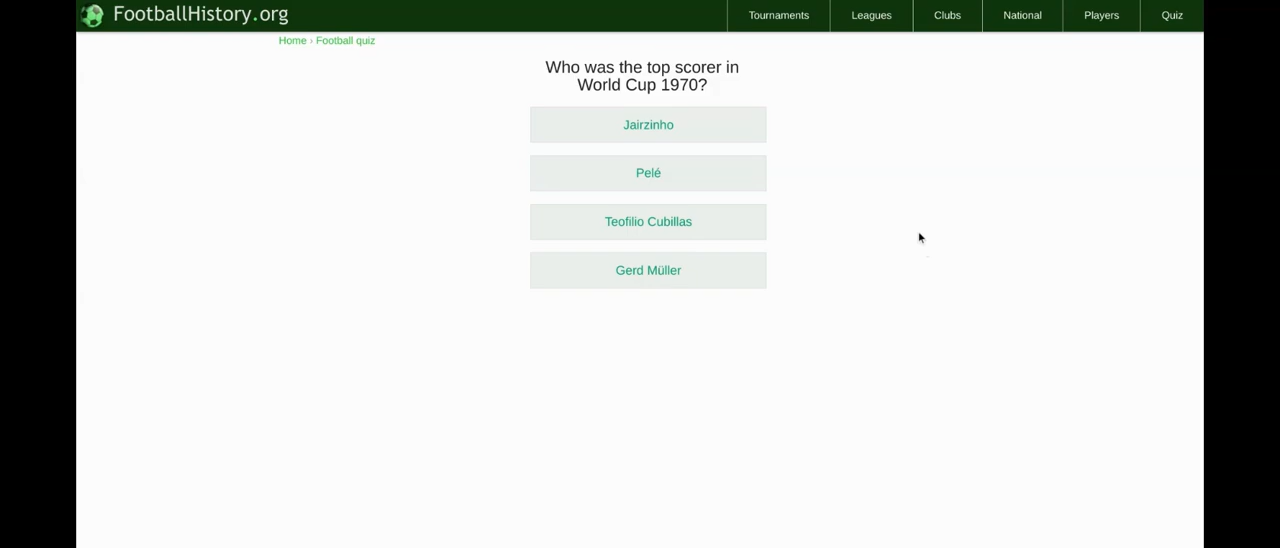 FootballHistory.org
Tournaments Leagues Clubs National Players Quiz
Home › Football quiz
Who was the top scorer in
World Cup 1970?
Jairzinho
Pelé
Teofilio Cubillas
Gerd Müller